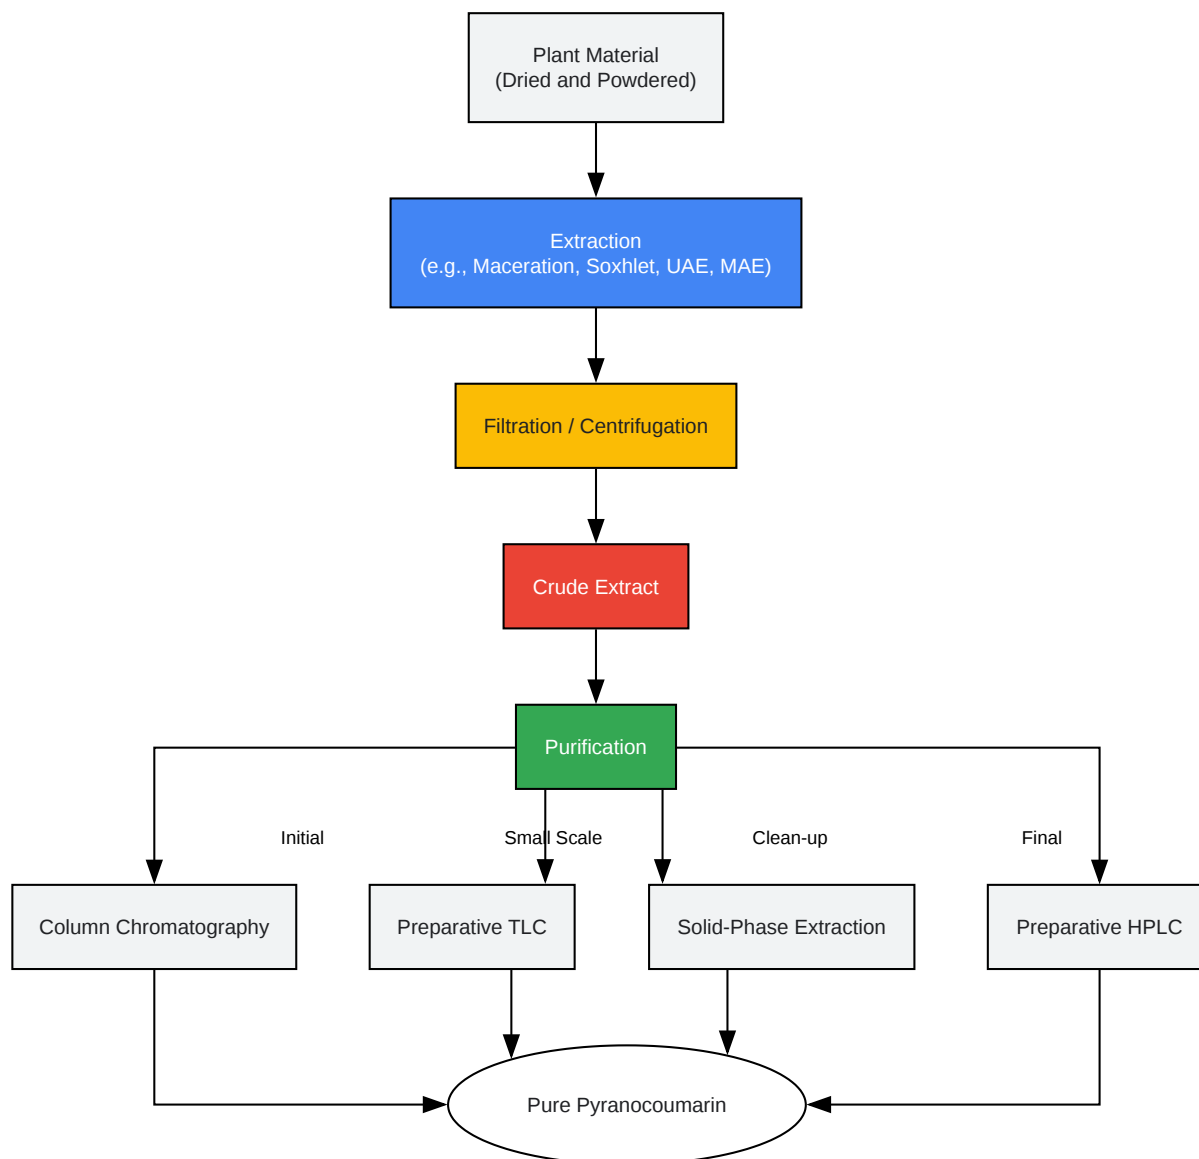 Plant Material
(Dried and Powdered)
Extraction
(e.g., Maceration, Soxhlet, UAE, MAE)
Filtration / Centrifugation
Crude Extract
Purification
Initial
Small Scale
Clean-up
Final
Column Chromatography
Preparative TLC
Solid-Phase Extraction
Preparative HPLC
Pure Pyranocoumarin